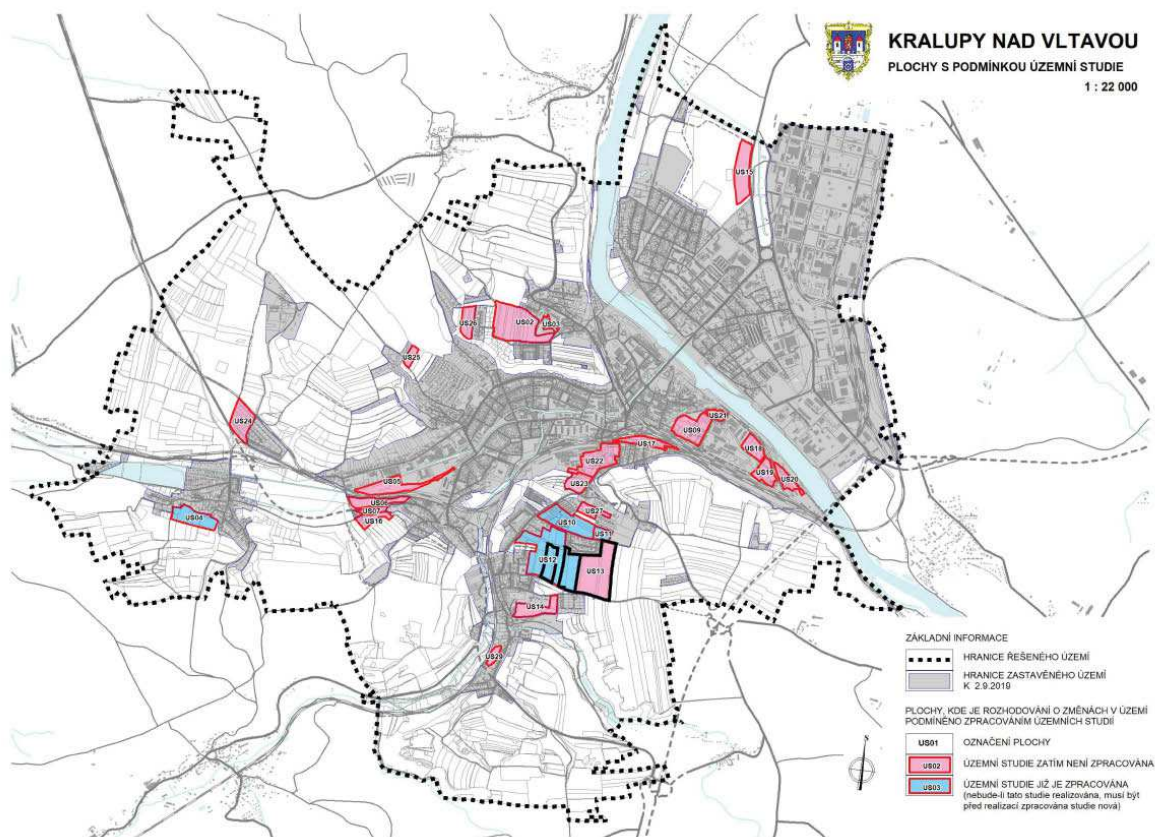 KRALUPY NAD VLTAVOU
PLOCHY S PODMÍNKOU ÚZEMNÍ STUDIE
1 : 22 000
US15
US26
US02
US03
US25
US24
US21
US09
US17
US18
US22
US19
US20
US05
US23
US06
US04
US07
US16
US27
US10
US11
US12
US13
US14
US29
ZÁKLADNÍ INFORMACE
HRANICE ŘEŠENÉHO ÚZEMÍ
HRANICE ZASTAVĚNÉHO ÚZEMÍ
K 2.9.2019
PLOCHY, KDE JE ROZHODOVÁNÍ O ZMĚNÁCH V ÚZEMÍ
PODMÍNĚNO ZPRACOVÁNÍM ÚZEMNÍCH STUDIÍ
US01 OZNAČENÍ PLOCHY
US02 ÚZEMNÍ STUDIE ZATÍM NENÍ ZPRACOVÁNA
US03 ÚZEMNÍ STUDIE JIŽ JE ZPRACOVÁNA
(nebude-li tato studie realizována, musí být
před realizací zpracována studie nová)
S